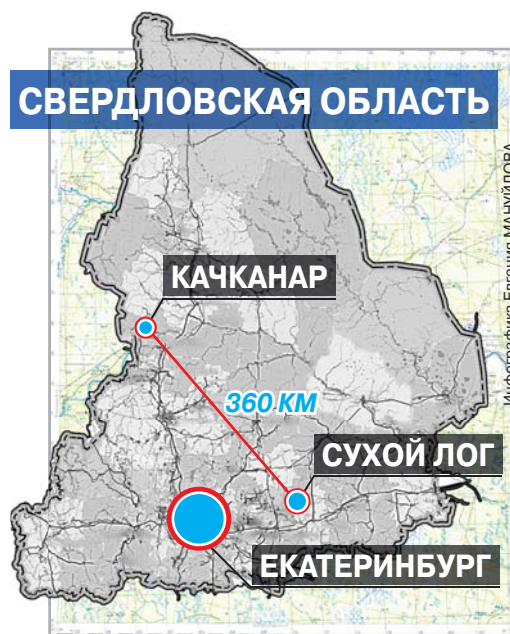 СВЕРДЛОВСКАЯ ОБЛАСТЬ
Инфографика Евгения МАНУЙЛОВА
КАЧКАНАР
360 КМ
СУХОЙ ЛОГ
ЕКАТЕРИНБУРГ